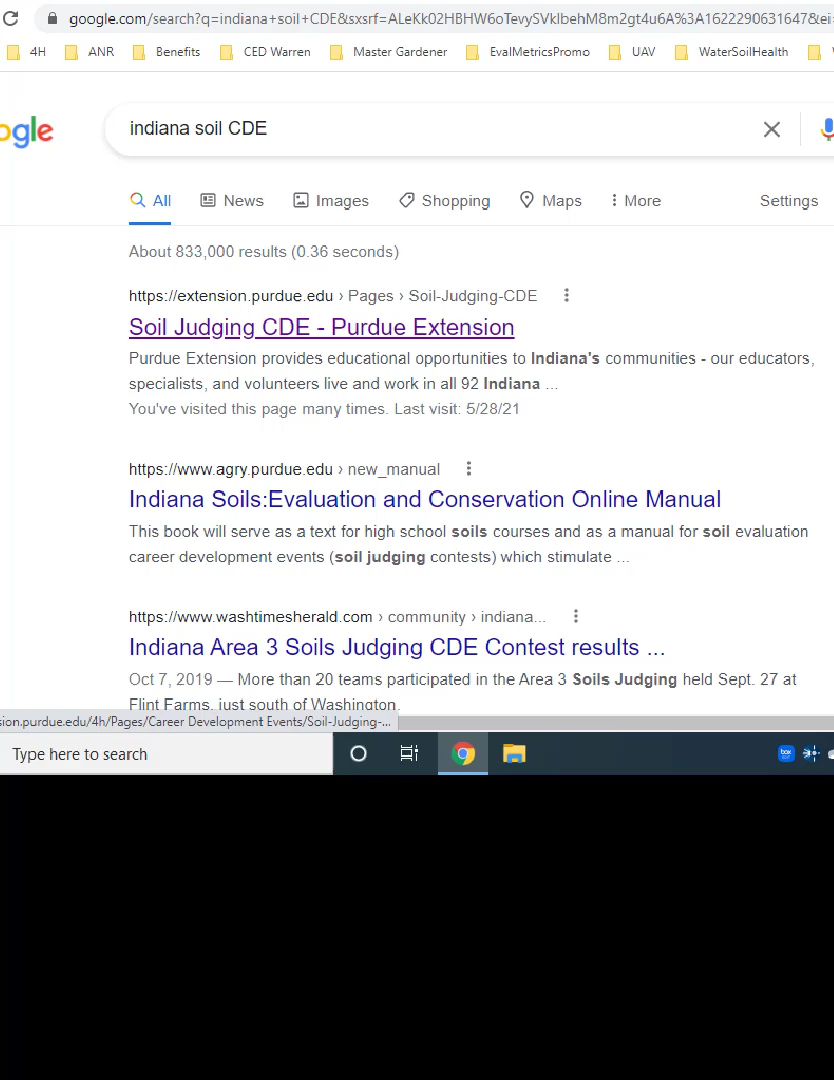 google.com/search?q=indiana+soil+CDE&sxsrf=ALeKk02HBHW6oTevySVklbehM8m2gt4u6A%3A1622290631647&ei=
4H ANR Benefits CED Warren Master Gardener EvalMetricsPromo UAV WaterSoilHealth
ogle
indiana soil CDE
All News Images Shopping Maps More Settings
About 833,000 results (0.36 seconds)
https://extension.purdue.edu › Pages › Soil-Judging-CDE
Soil Judging CDE - Purdue Extension
Purdue Extension provides educational opportunities to Indiana's communities - our educators,
specialists, and volunteers live and work in all 92 Indiana ...
You've visited this page many times. Last visit: 5/28/21
https://www.agry.purdue.edu › new_manual
Indiana Soils:Evaluation and Conservation Online Manual
This book will serve as a text for high school soils courses and as a manual for soil evaluation
career development events (soil judging contests) which stimulate ...
https://www.washtimesherald.com › community › indiana...
Indiana Area 3 Soils Judging CDE Contest results ...
Oct 7, 2019 — More than 20 teams participated in the Area 3 Soils Judging held Sept. 27 at
Flint Farms, just south of Washington.
sion.purdue.edu/4h/Pages/Career Development Events/Soil-Judging-...
Type here to search
box